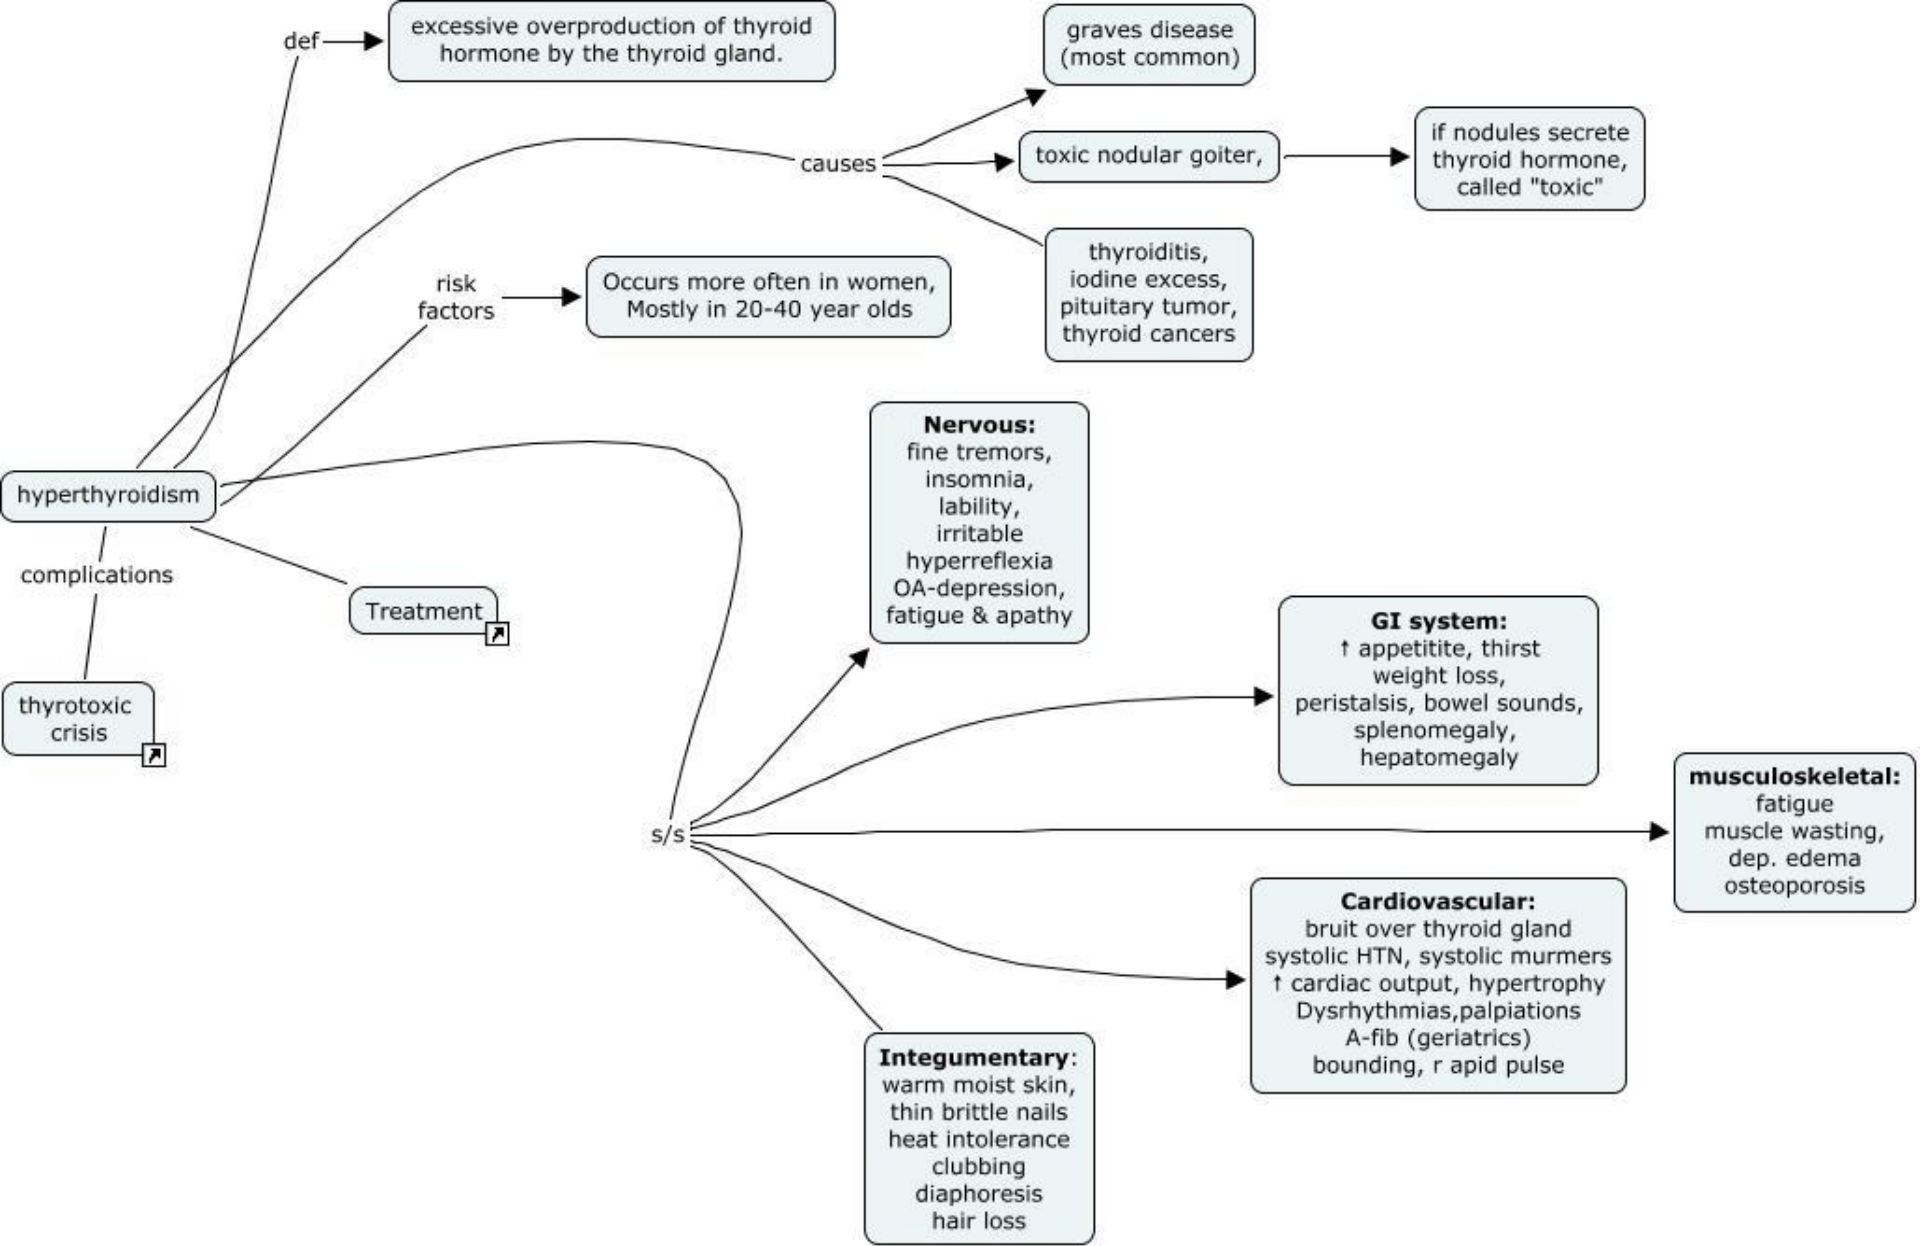 def
excessive overproduction of thyroid
hormone by the thyroid gland.
graves disease
(most common)
causes
toxic nodular goiter,
if nodules secrete
thyroid hormone,
called "toxic"
thyroiditis,
iodine excess,
pituitary tumor,
thyroid cancers
risk
factors
Occurs more often in women,
Mostly in 20-40 year olds
hyperthyroidism
complications
thyrotoxic
crisis
Treatment
s/s
Nervous:
fine tremors,
insomnia,
lability,
irritable
hyperreflexia
OA-depression,
fatigue & apathy
GI system:
↑ appetitite, thirst
weight loss,
peristalsis, bowel sounds,
splenomegaly,
hepatomegaly
musculoskeletal:
fatigue
muscle wasting,
dep. edema
osteoporosis
Cardiovascular:
bruit over thyroid gland
systolic HTN, systolic murmers
↑ cardiac output, hypertrophy
Dysrhythmias,palpiations
A-fib (geriatrics)
bounding, r apid pulse
Integumentary:
warm moist skin,
thin brittle nails
heat intolerance
clubbing
diaphoresis
hair loss